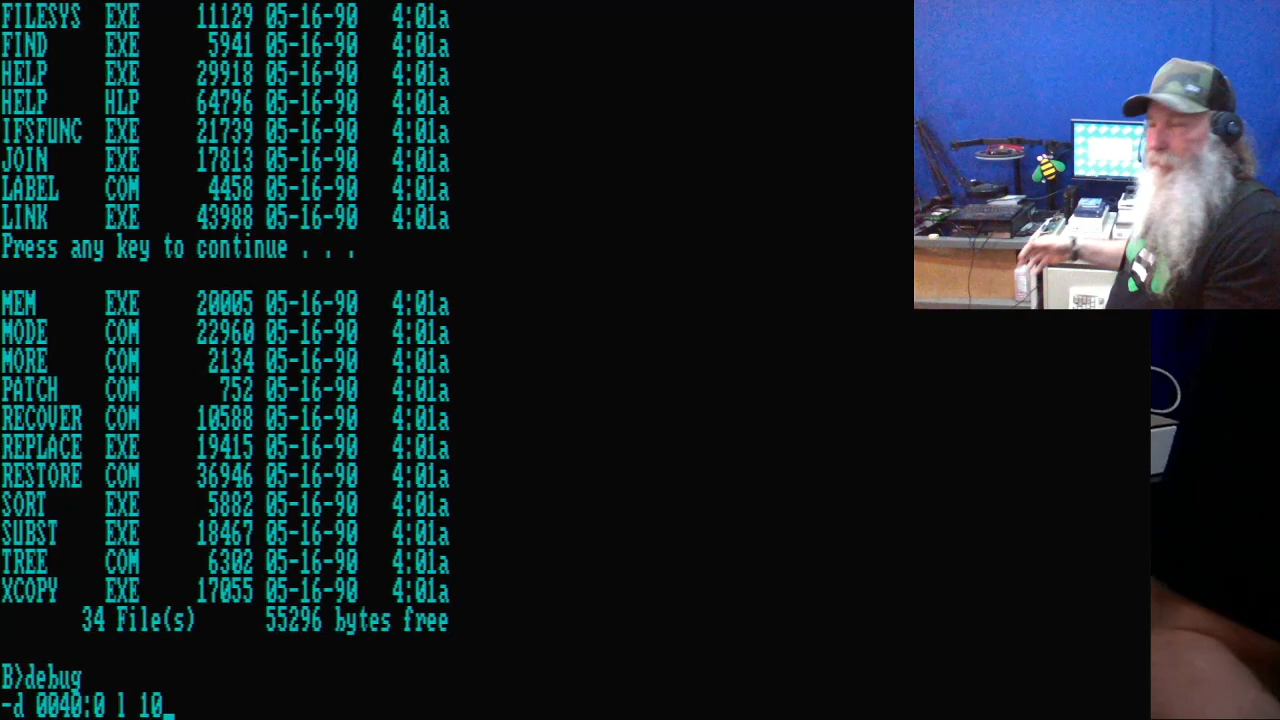 FILESYS EXE 11129 05-16-90 4:01a
FIND EXE 5941 05-16-90 4:01a
HELP EXE 29918 05-16-90 4:01a
HELP HLP 64796 05-16-90 4:01a
IFSFUNC EXE 21739 05-16-90 4:01a
JOIN EXE 17813 05-16-90 4:01a
LABEL COM 4458 05-16-90 4:01a
LINK EXE 43988 05-16-90 4:01a
Press any key to continue . . .
MEM EXE 20005 05-16-90 4:01a
MODE COM 22960 05-16-90 4:01a
MORE COM 2134 05-16-90 4:01a
PATCH COM 752 05-16-90 4:01a
RECOVER COM 10588 05-16-90 4:01a
REPLACE EXE 19415 05-16-90 4:01a
RESTORE COM 36946 05-16-90 4:01a
SORT EXE 5882 05-16-90 4:01a
SUBST EXE 18467 05-16-90 4:01a
TREE COM 6302 05-16-90 4:01a
XCOPY EXE 17055 05-16-90 4:01a
34 File(s) 55296 bytes free
B>debug
-d 0040:0 l 10_